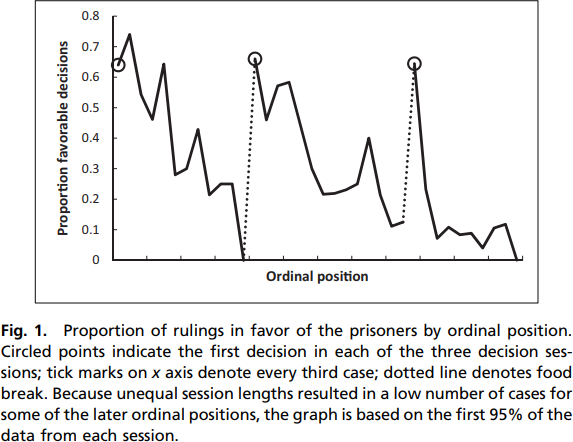 0.8
0.7
0.6
0.5
0.4
0.3
0.2
0.1
0
Proportion favorable decisions
Ordinal position
Fig. 1. Proportion of rulings in favor of the prisoners by ordinal position.
Circled points indicate the first decision in each of the three decision ses-
sions; tick marks on x axis denote every third case; dotted line denotes food
break. Because unequal session lengths resulted in a low number of cases for
some of the later ordinal positions, the graph is based on the first 95% of the
data from each session.